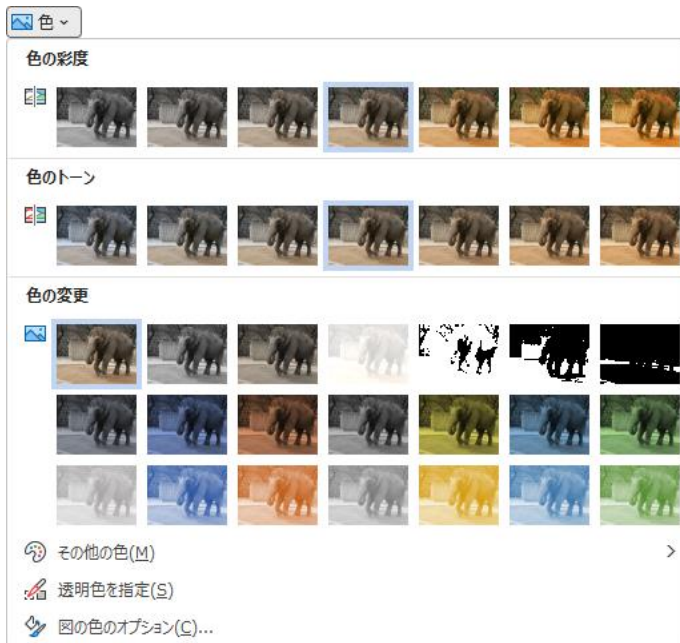 色
色の彩度
色のトーン
色の変更
その他の色(M)
透明色を指定(S)
図の色のオプション(C)...